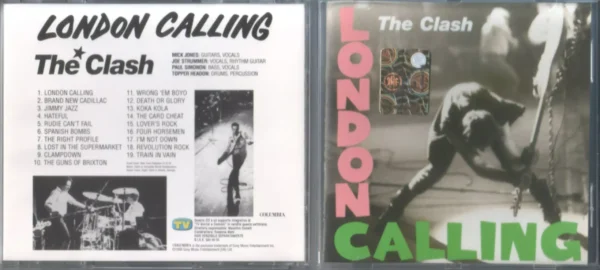 LONDON CALLING
The Clash
MICK JONES: GUITARS, VOCALS
JOE STRUMMER: VOCALS, RHYTHM GUITAR
PAUL SIMONON: BASS, VOCALS
TOPPER HEADON: DRUMS, PERCUSSION
1. LONDON CALLING
2. BRAND NEW CADILLAC
3. JIMMY JAZZ
4. HATEFUL
5. RUDIE CAN'T FAIL
6. SPANISH BOMBS
7. THE RIGHT PROFILE
8. LOST IN THE SUPERMARKET
9. CLAMPDOWN
10. THE GUNS OF BRIXTON
11. WRONG 'EM BOYO
12. DEATH OR GLORY
13. KOKA KOLA
14. THE CARD CHEAT
15. LOVER'S ROCK
16. FOUR HORSEMEN
17. I'M NOT DOWN
18. REVOLUTION ROCK
19. TRAIN IN VAIN
TV
COLUMBIA
The Clash
LONDON
CALLING